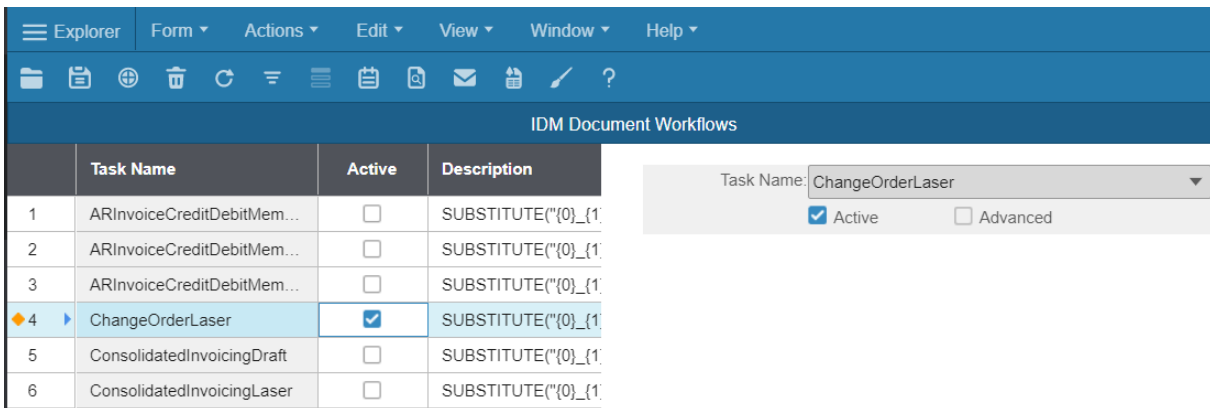 Explorer Form Actions Edit View Window Help
IDM Document Workflows
Task Name Active Description
Task Name: ChangeOrderLaser
Active Advanced
1 ARInvoiceCreditDebitMem... SUBSTITUTE("{0}_{1}
2 ARInvoiceCreditDebitMem... SUBSTITUTE("{0}_{1}
3 ARInvoiceCreditDebitMem... SUBSTITUTE("{0}_{1}
4 ChangeOrderLaser SUBSTITUTE("{0}_{1}
5 ConsolidatedInvoicingDraft SUBSTITUTE("{0}_{1}
6 ConsolidatedInvoicingLaser SUBSTITUTE("{0}_{1}